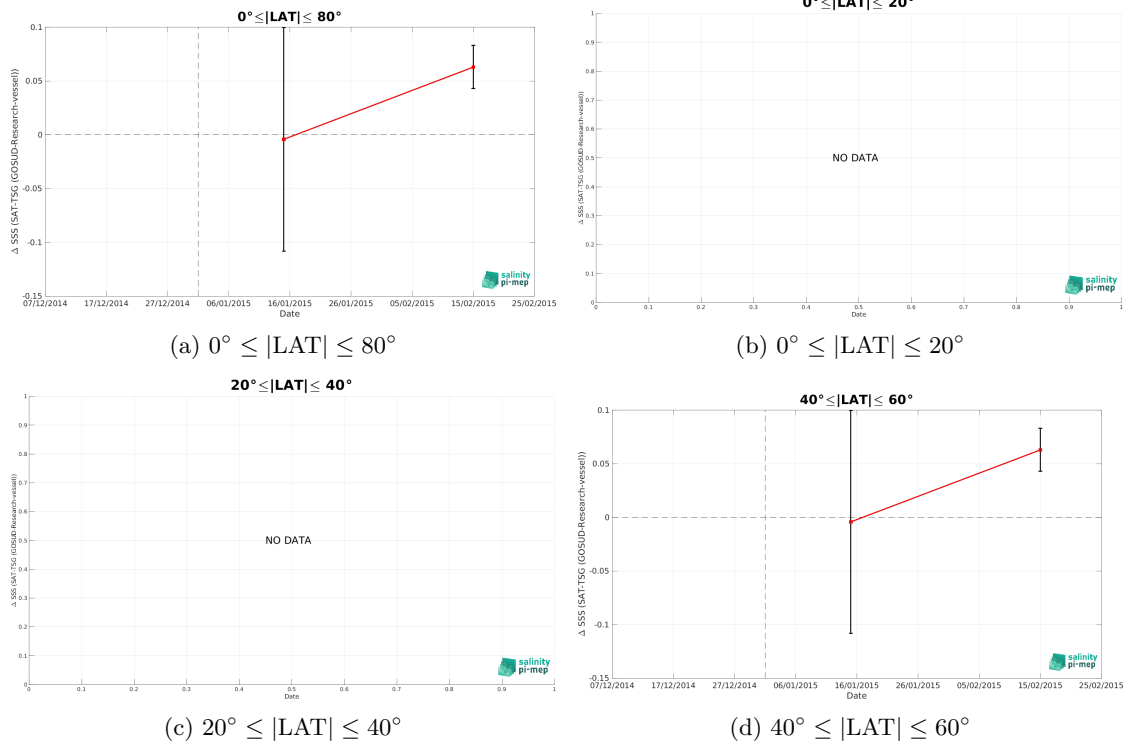 0°≤|LAT|≤ 80°
0.1
0.05
0
-0.05
-0.1
-0.15
Δ SSS (SAT-TSG (GOSUD-Research-vessel))
07/12/2014 17/12/2014 27/12/2014 06/01/2015 16/01/2015 26/01/2015 05/02/2015 15/02/2015 25/02/2015
Date
salinity
pi-mep
(a) 0° ≤ |LAT| ≤ 80°
0°≤|LAT|≤ 20°
1
0.9
0.8
0.7
0.6
0.5
0.4
0.3
0.2
0.1
0
Δ SSS (SAT-TSG (GOSUD-Research-vessel))
NO DATA
0.1 0.2 0.3 0.4 0.5 0.6 0.7 0.8 0.9 1
Date
salinity
pi-mep
(b) 0° ≤ |LAT| ≤ 20°
20°≤|LAT|≤ 40°
1
0.9
0.8
0.7
0.6
0.5
0.4
0.3
0.2
0.1
0
Δ SSS (SAT-TSG (GOSUD-Research-vessel))
NO DATA
0 0.1 0.2 0.3 0.4 0.5 0.6 0.7 0.8 0.9 1
Date
salinity
pi-mep
(c) 20° ≤ |LAT| ≤ 40°
40°≤|LAT|≤ 60°
0.1
0.05
0
-0.05
-0.1
-0.15
Δ SSS (SAT-TSG (GOSUD-Research-vessel))
07/12/2014 17/12/2014 27/12/2014 06/01/2015 16/01/2015 26/01/2015 05/02/2015 15/02/2015 25/02/2015
Date
salinity
pi-mep
(d) 40° ≤ |LAT| ≤ 60°